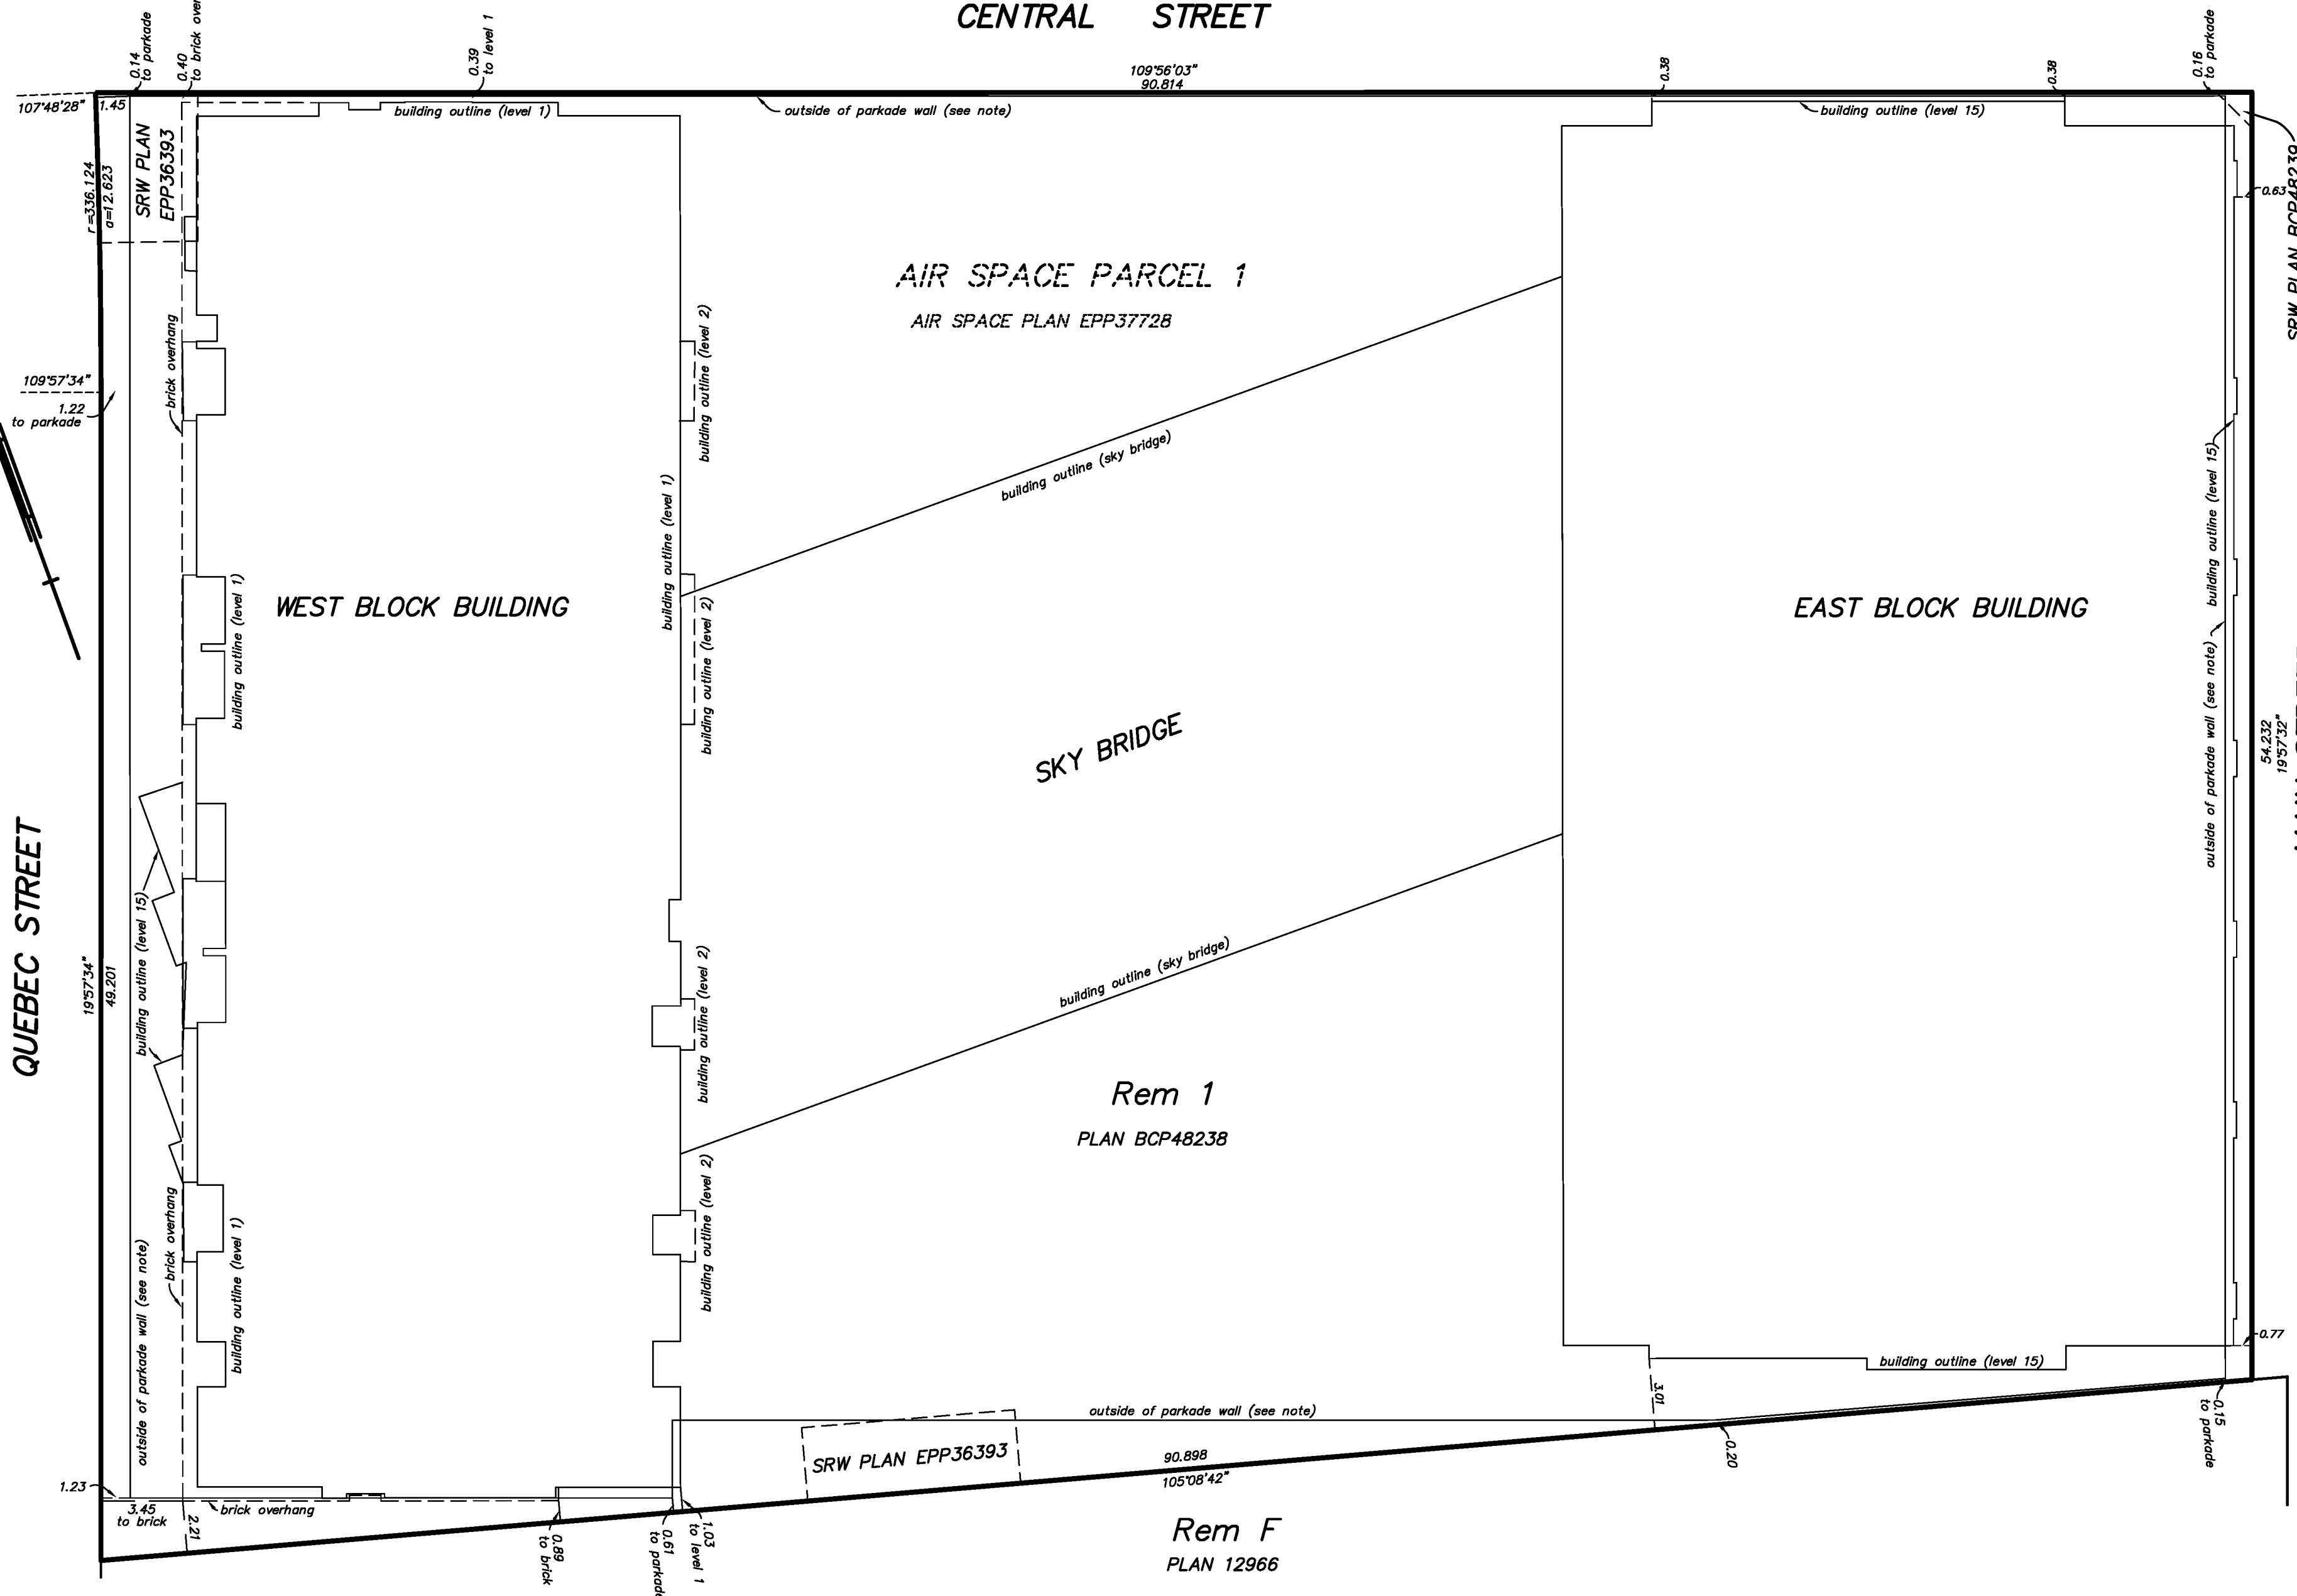 CENTRAL STREET
0.14
to parkade
0.40
0.39
to level 1
109°56'03"
90.814
0.38
0.38
0.16
to parkade
107°48'28"
1.45
building outline (level 1)
outside of parkade wall (see note)
building outline (level 15)
SRW PLAN
EPP36393
r=336.124
a=12.623
0.63
SRW PLAN BCP48239
AIR SPACE PARCEL 1
AIR SPACE PLAN EPP37728
brick overhang
building outline (level 2)
109°57'34"
1.22
to parkade
building outline (sky bridge)
building outline (level 1)
building outline (level 15)
building outline (level 1)
WEST BLOCK BUILDING
building outline (level 2)
EAST BLOCK BUILDING
outside of parkade wall (see note)
SKY BRIDGE
54.232
19°57'32"
QUEBEC STREET
19°57'34"
49.201
building outline (level 15)
building outline (level 2)
building outline (sky bridge)
Rem 1
PLAN BCP48238
building outline (level 2)
brick overhang
outside of parkade wall (see note)
building outline (level 1)
0.77
building outline (level 15)
3.01
outside of parkade wall (see note)
0.15
to parkade
SRW PLAN EPP36393
90.898
105°08'42"
0.20
1.23
3.45
to brick
2.21
brick overhang
0.89
to brick
0.61
to parkade
1.03
to level 1
Rem F
PLAN 12966